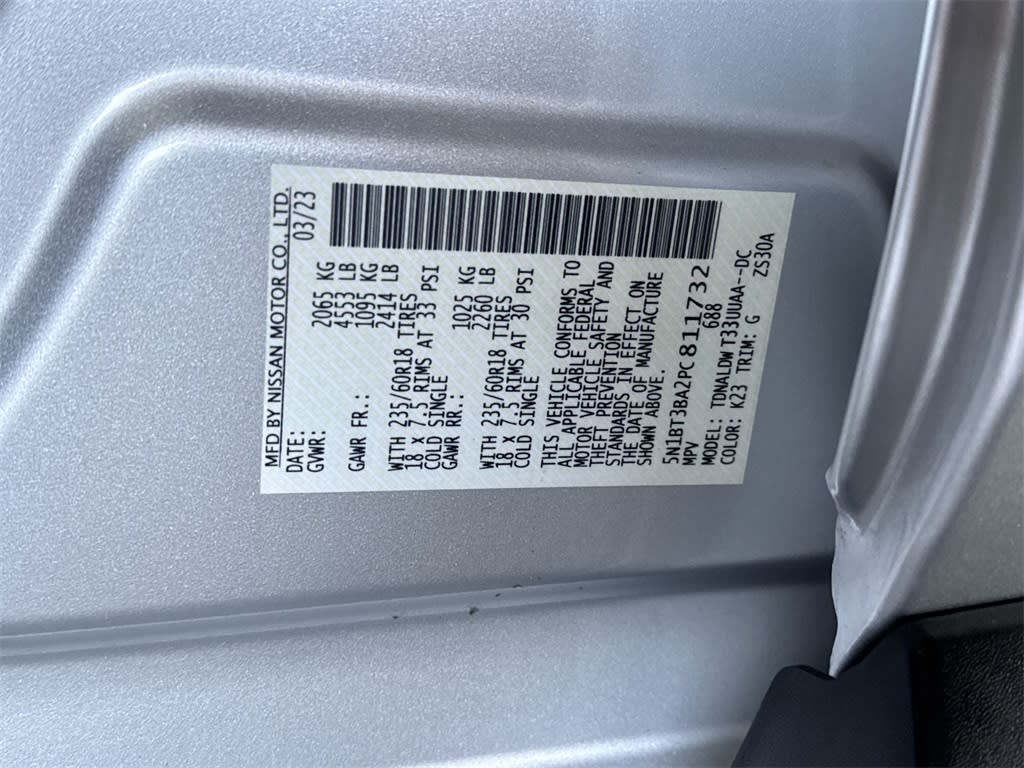 MFD BY NISSAN MOTOR CO., LTD.
DATE: 03/23
GVWR: 2065 KG
4553 LB
GAWR FR.: 1095 KG
2414 LB
WITH 235/60R18 TIRES
18 X 7.5 RIMS AT 33 PSI
COLD SINGLE
GAWR RR.: 1025 KG
2260 LB
WITH 235/60R18 TIRES
18 X 7.5 RIMS AT 30 PSI
COLD SINGLE
THIS VEHICLE CONFORMS TO
ALL APPLICABLE FEDERAL
MOTOR VEHICLE SAFETY AND
THEFT PREVENTION
STANDARDS IN EFFECT ON
THE DATE OF MANUFACTURE
SHOWN ABOVE.
5N1BT3BA2PC811732
MPV 688
MODEL: TDNALDW T33UUAA--DC
COLOR: K23 TRIM: G ZS30A